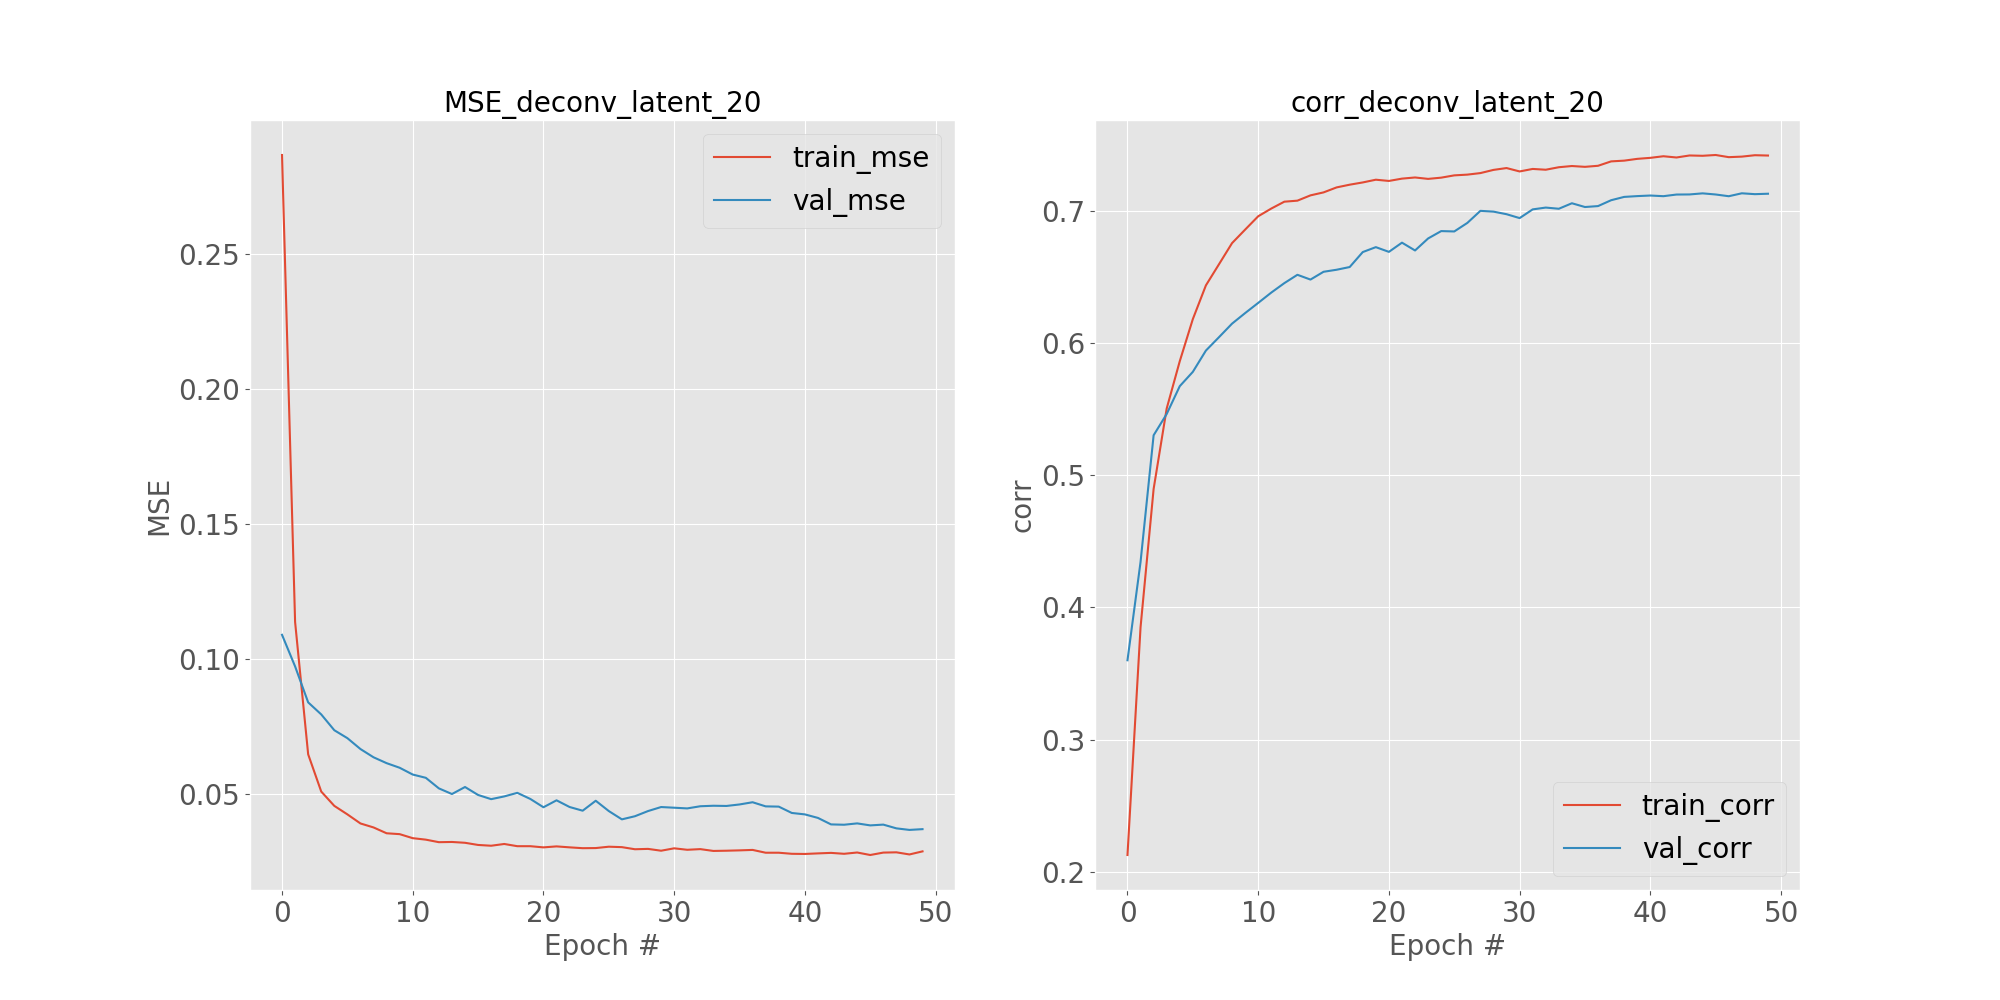 MSE_deconv_latent_20
train_mse
val_mse
MSE
0.25
0.20
0.15
0.10
0.05
0 10 20 30 40 50
Epoch #
corr_deconv_latent_20
corr
0.7
0.6
0.5
0.4
0.3
0.2
train_corr
val_corr
0 10 20 30 40 50
Epoch #